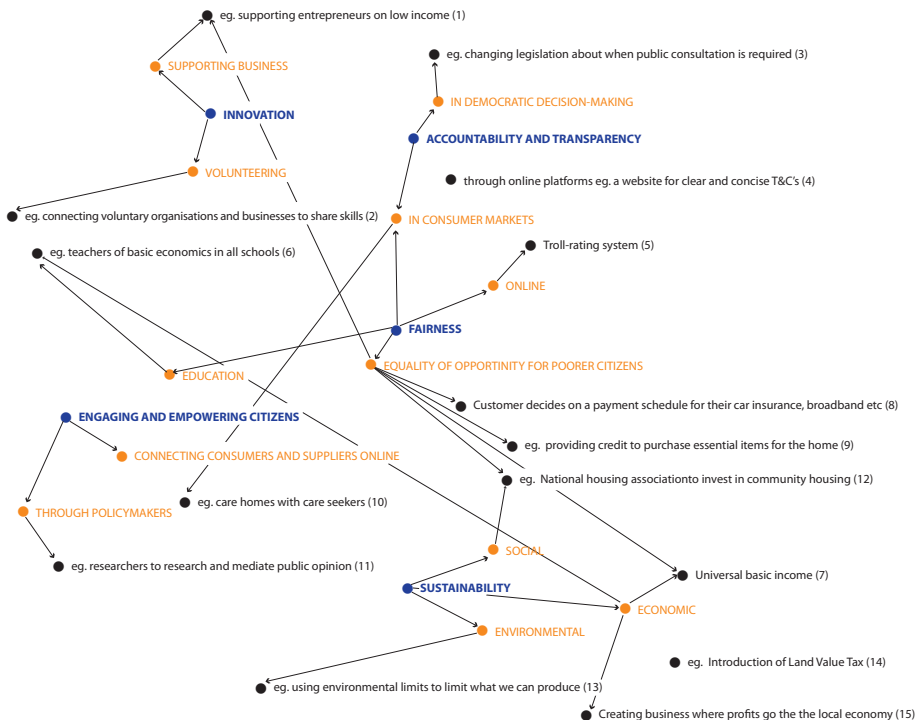 eg. supporting entrepreneurs on low income (1)
eg. changing legislation about when public consultation is required (3)
SUPPORTING BUSINESS
IN DEMOCRATIC DECISION-MAKING
INNOVATION
ACCOUNTABILITY AND TRANSPARENCY
VOLUNTEERING
through online platforms eg. a website for clear and concise T&C's (4)
eg. connecting voluntary organisations and businesses to share skills (2)
IN CONSUMER MARKETS
eg. teachers of basic economics in all schools (6)
Troll-rating system (5)
ONLINE
FAIRNESS
EQUALITY OF OPPORTINITY FOR POORER CITIZENS
EDUCATION
Customer decides on a payment schedule for their car insurance, broadband etc (8)
ENGAGING AND EMPOWERING CITIZENS
eg. providing credit to purchase essential items for the home (9)
CONNECTING CONSUMERS AND SUPPLIERS ONLINE
eg. National housing associationto invest in community housing (12)
eg. care homes with care seekers (10)
THROUGH POLICYMAKERS
SOCIAL
eg. researchers to research and mediate public opinion (11)
Universal basic income (7)
SUSTAINABILITY
ECONOMIC
ENVIRONMENTAL
eg. Introduction of Land Value Tax (14)
eg. using environmental limits to limit what we can produce (13)
Creating business where profits go the the local economy (15)